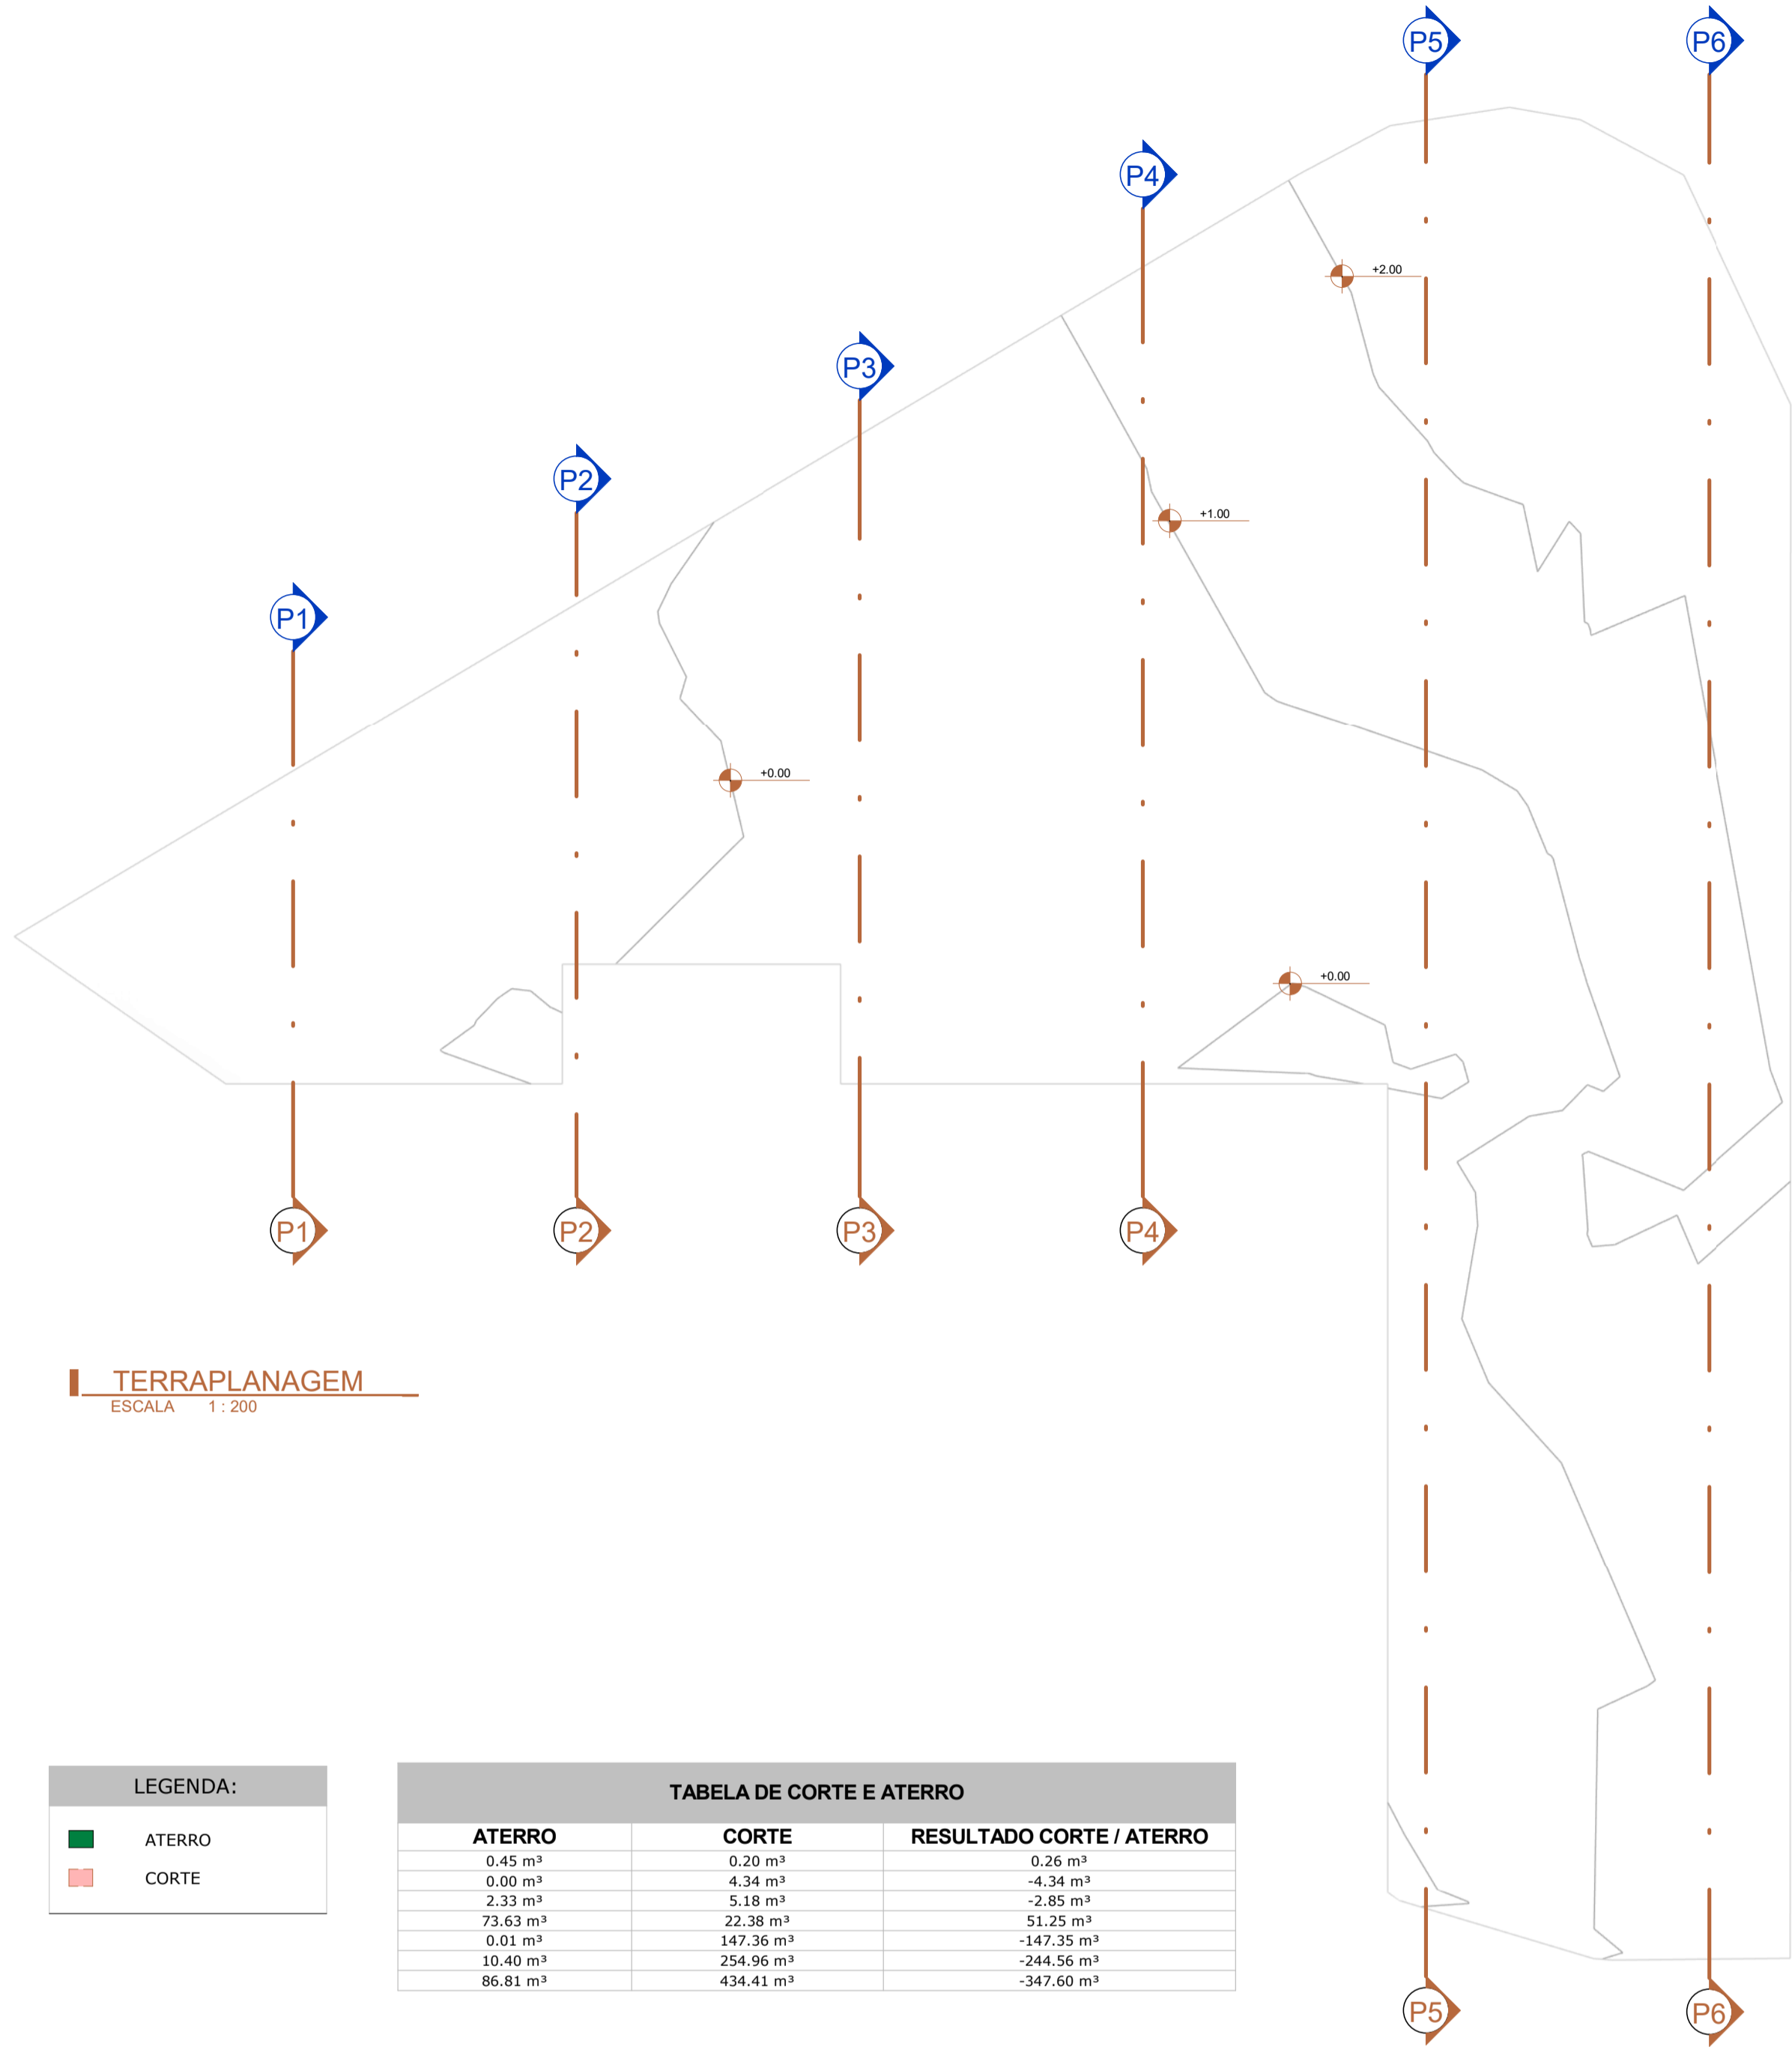 P5 P6
P4
+2.00
P3
P2
+1.00
P1
+0.00
+0.00
P1 P2 P3 P4
TERRAPLANAGEM
ESCALA 1 : 200
LEGENDA:
ATERRO
CORTE
TABELA DE CORTE E ATERRO
ATERRO CORTE RESULTADO CORTE / ATERRO
0.45 m³ 0.20 m³ 0.26 m³
0.00 m³ 4.34 m³ -4.34 m³
2.33 m³ 5.18 m³ -2.85 m³
73.63 m³ 22.38 m³ 51.25 m³
0.01 m³ 147.36 m³ -147.35 m³
10.40 m³ 254.96 m³ -244.56 m³
86.81 m³ 434.41 m³ -347.60 m³
P5 P6